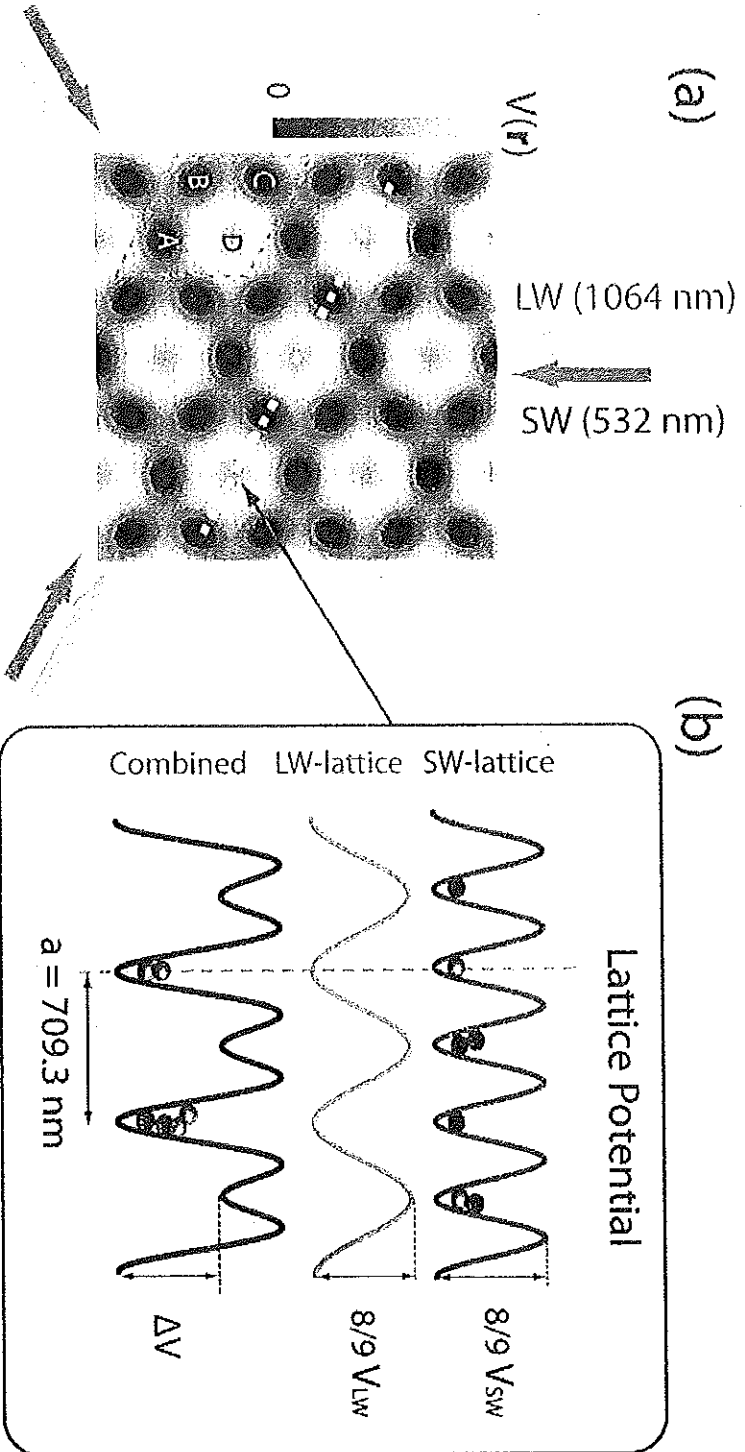 (a)
V(r)
0
B
C
A
D
LW (1064 nm)
SW (532 nm)
(b)
Lattice Potential
SW-lattice
LW-lattice
Combined
8/9 V_SW
8/9 V_LW
ΔV
a = 709.3 nm